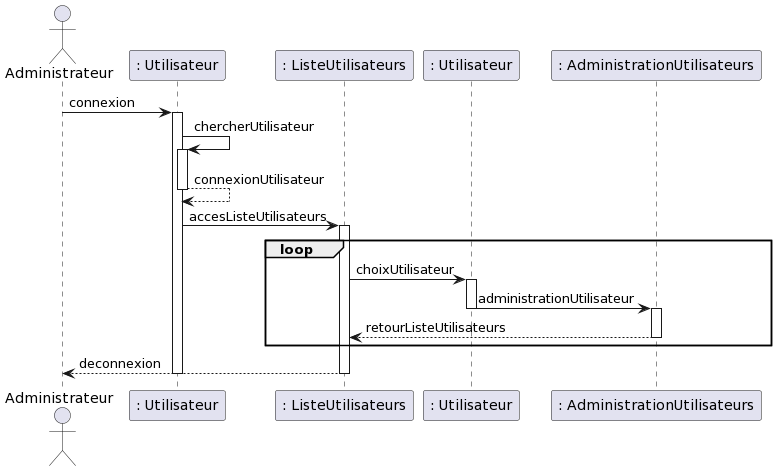 Administrateur
: Utilisateur
: ListeUtilisateurs
: Utilisateur
: AdministrationUtilisateurs
connexion
chercherUtilisateur
connexionUtilisateur
accesListeUtilisateurs
loop
choixUtilisateur
administrationUtilisateur
retourListeUtilisateurs
deconnexion
Administrateur
: Utilisateur
: ListeUtilisateurs
: Utilisateur
: AdministrationUtilisateurs